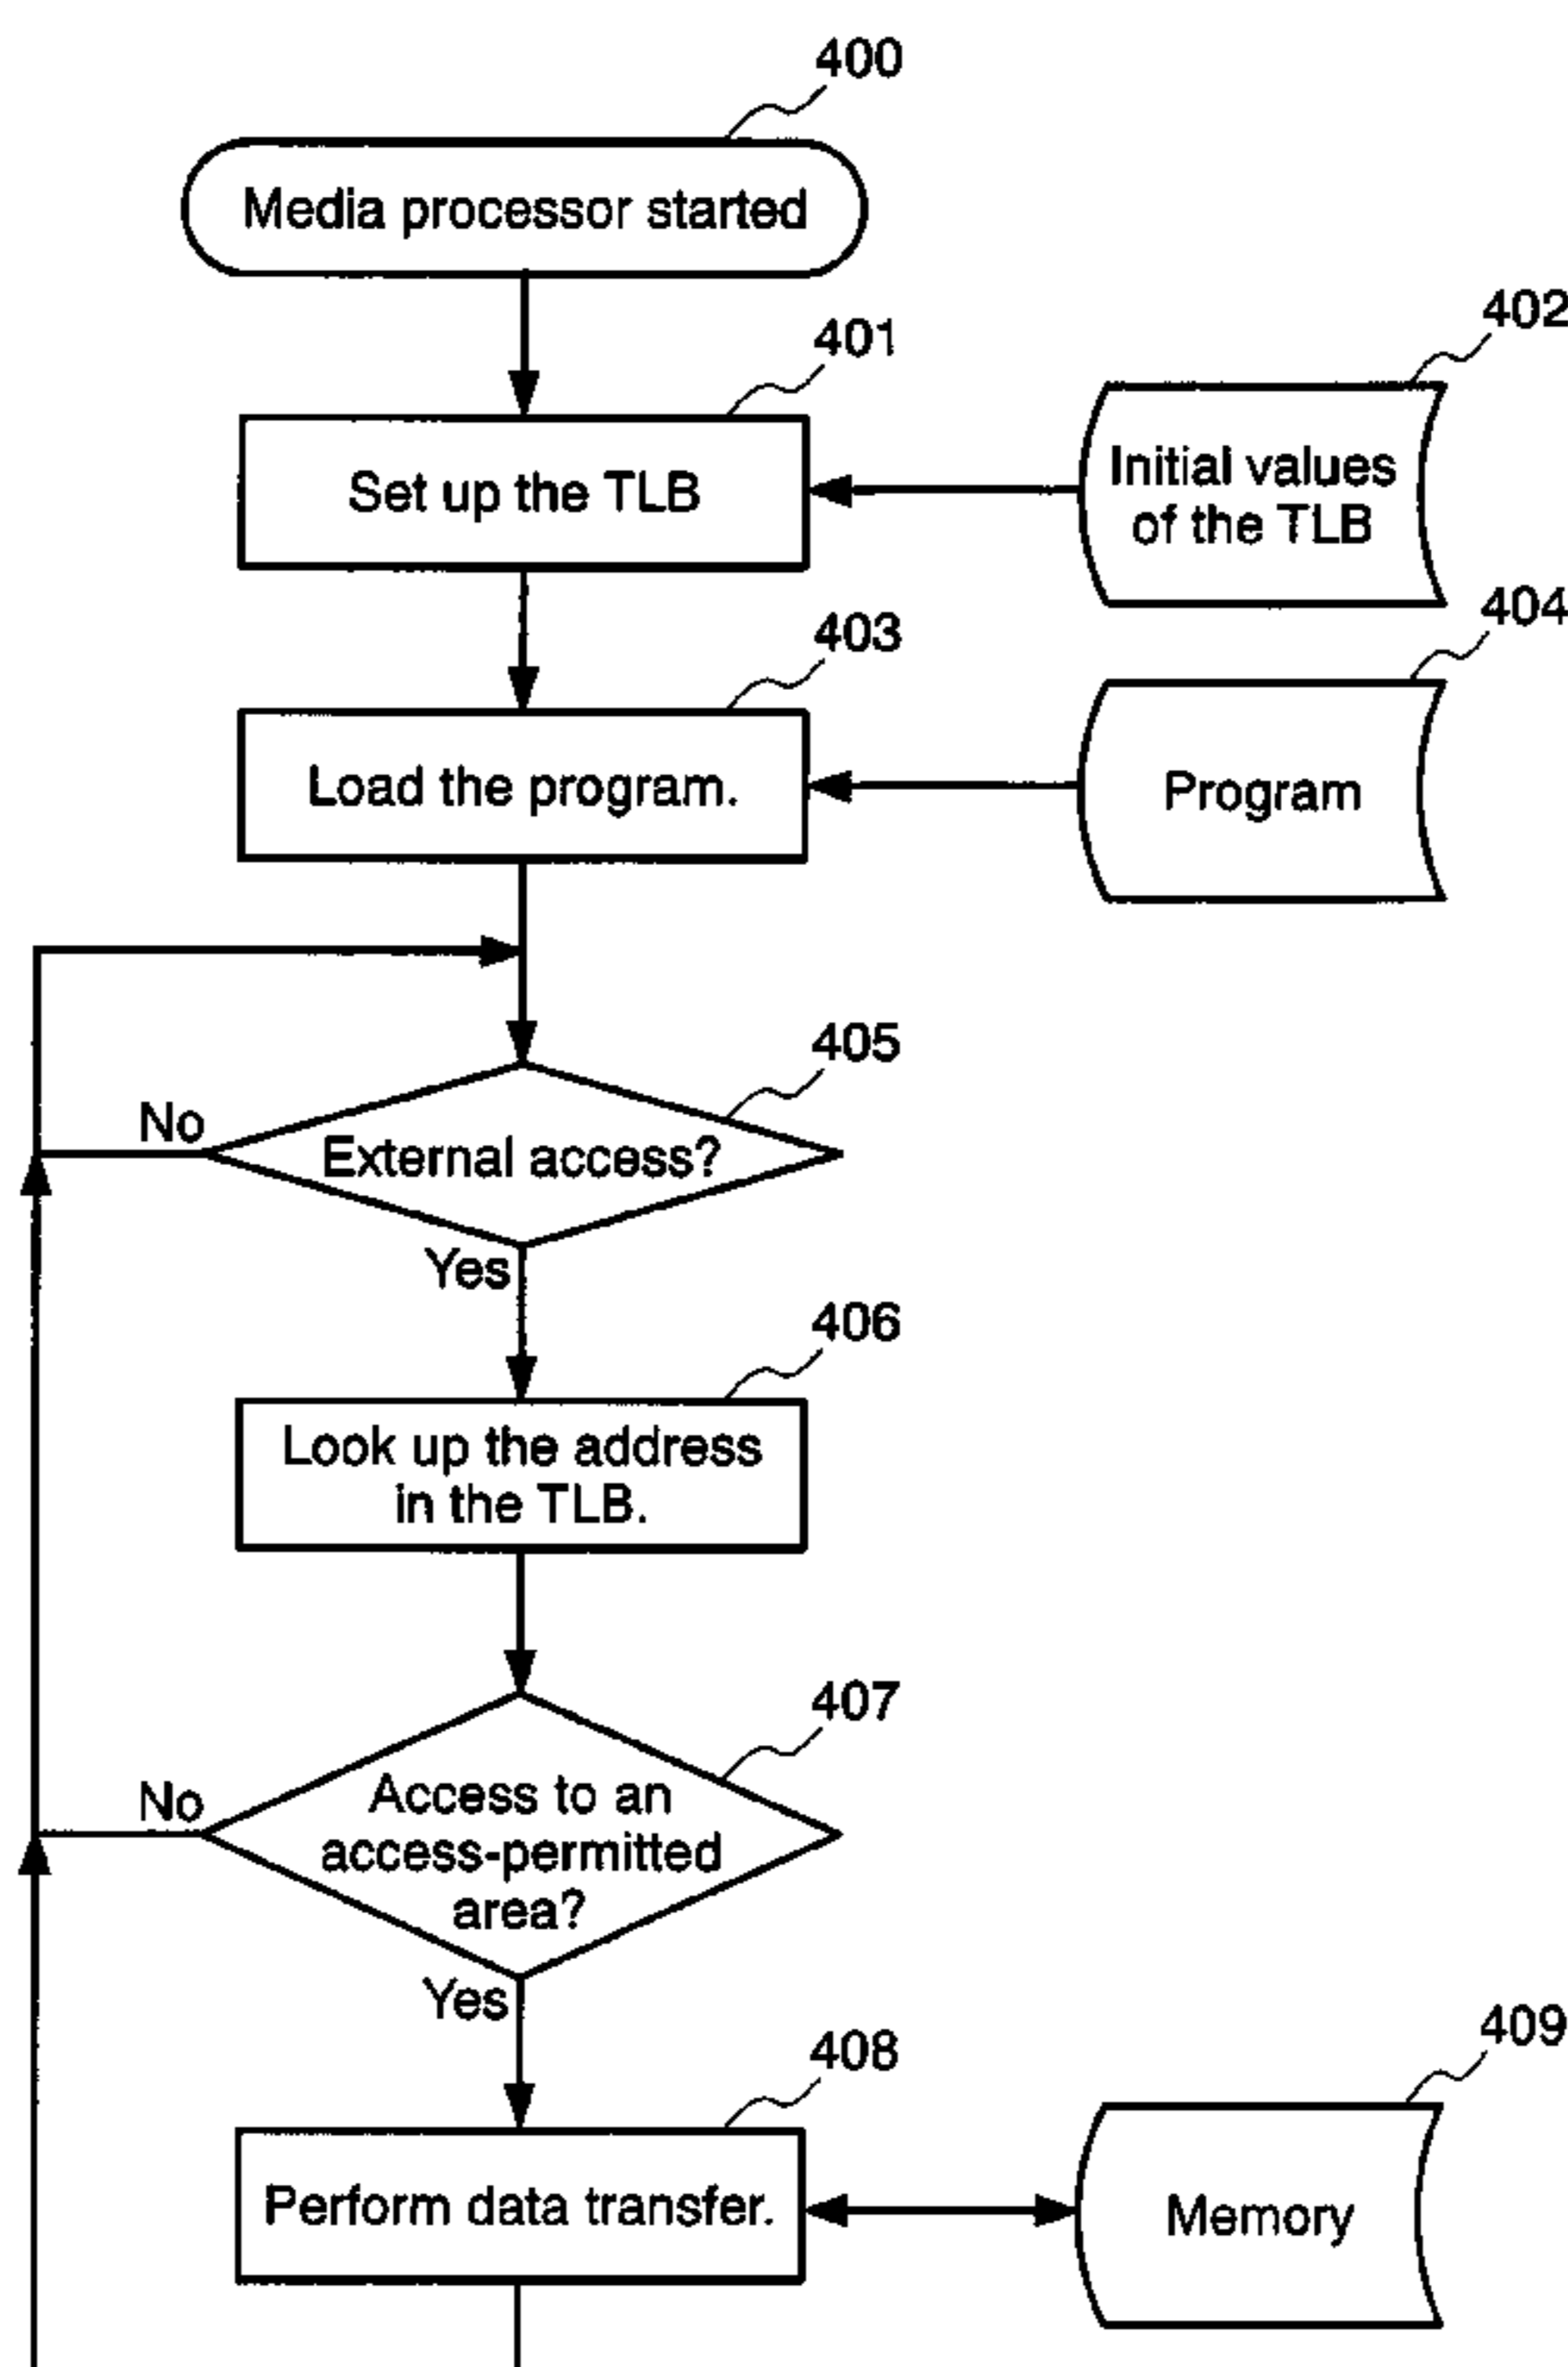 400
Media processor started
401
402
Set up the TLB
Initial values
of the TLB
403
404
Load the program.
Program
405
No
External access?
Yes
406
Look up the address
in the TLB.
407
No
Access to an
access-permitted
area?
Yes
408
409
Perform data transfer.
Memory